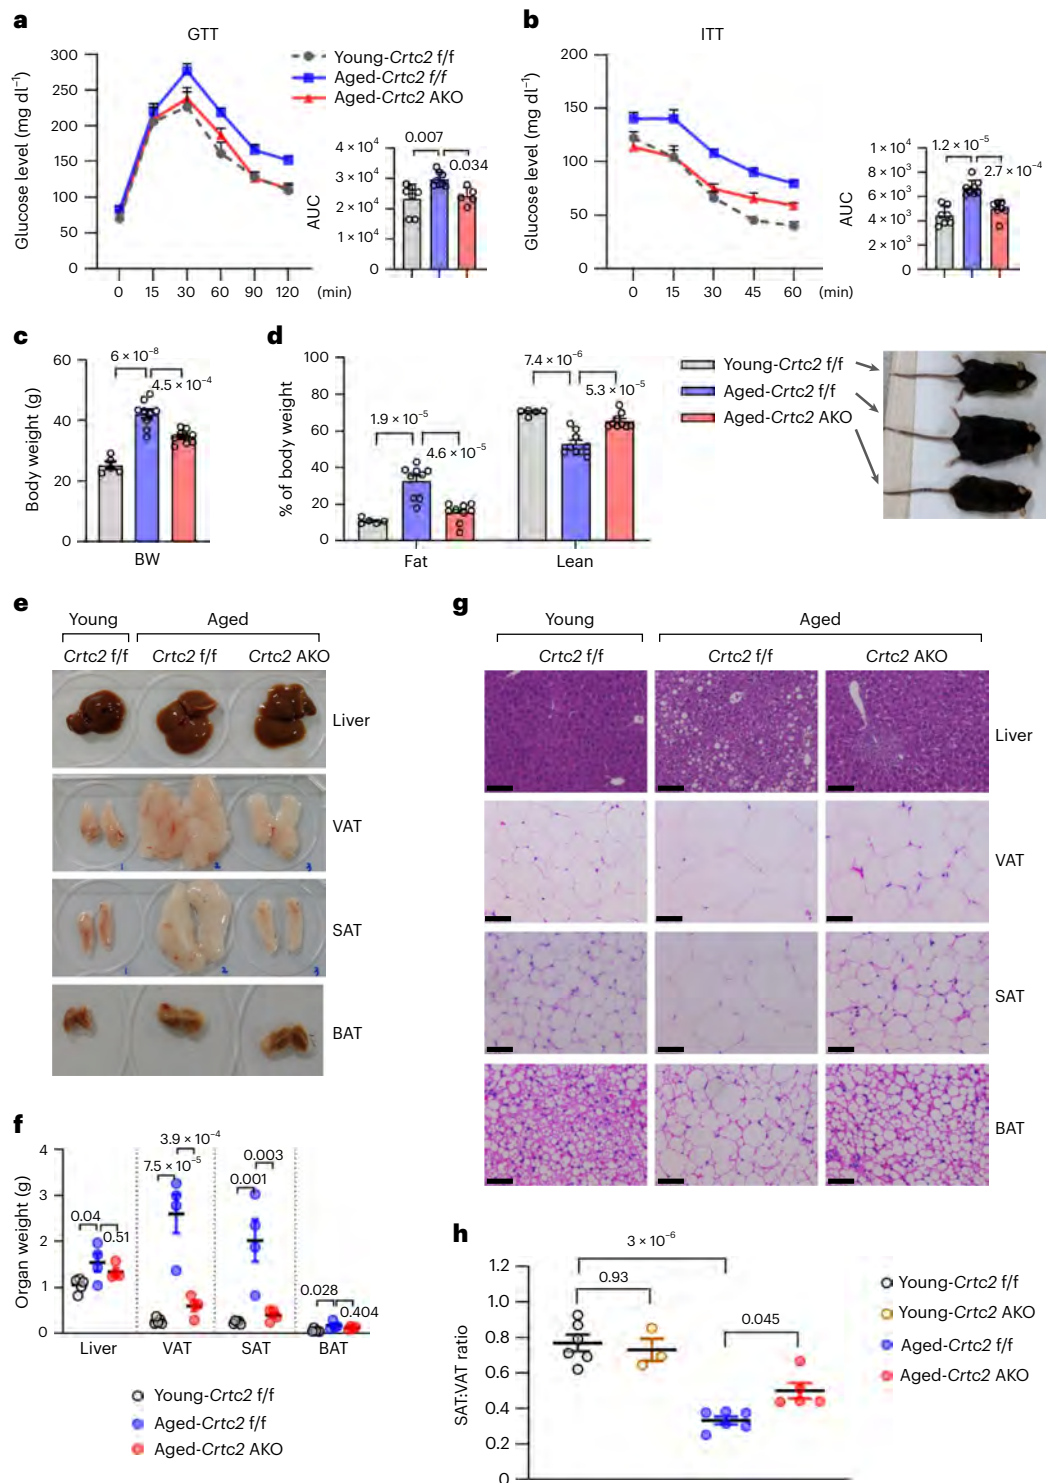 a
GTT
Glucose level (mg dl⁻¹)
300
250
200
150
100
50
0
0 15 30 60 90 120 (min)
Young-Crtc2 f/f
Aged-Crtc2 f/f
Aged-Crtc2 AKO
AUC
4 × 10⁴
3 × 10⁴
2 × 10⁴
1 × 10⁴
0
0.007
0.034
b
ITT
Glucose level (mg dl⁻¹)
200
150
100
50
0
0 15 30 45 60 (min)
AUC
1 × 10⁴
8 × 10³
6 × 10³
4 × 10³
2 × 10³
0
1.2 × 10⁻⁵
2.7 × 10⁻⁴
c
Body weight (g)
60
40
20
0
6 × 10⁻⁸
4.5 × 10⁻⁴
BW
d
% of body weight
100
80
60
40
20
0
1.9 × 10⁻⁵
4.6 × 10⁻⁵
7.4 × 10⁻⁶
5.3 × 10⁻⁵
Fat Lean
Young-Crtc2 f/f
Aged-Crtc2 f/f
Aged-Crtc2 AKO
e
Young Aged
Crtc2 f/f Crtc2 f/f Crtc2 AKO
Liver
VAT
1 2 3
SAT
1 2 3
BAT
f
Organ weight (g)
4
3
2
1
0
0.04
0.51
7.5 × 10⁻⁵
3.9 × 10⁻⁴
0.001
0.003
0.028
0.404
Liver VAT SAT BAT
Young-Crtc2 f/f
Aged-Crtc2 f/f
Aged-Crtc2 AKO
g
Young Aged
Crtc2 f/f Crtc2 f/f Crtc2 AKO
Liver
VAT
SAT
BAT
h
SAT:VAT ratio
1.2
1.0
0.8
0.6
0.4
0.2
0
3 × 10⁻⁶
0.93
0.045
Young-Crtc2 f/f
Young-Crtc2 AKO
Aged-Crtc2 f/f
Aged-Crtc2 AKO